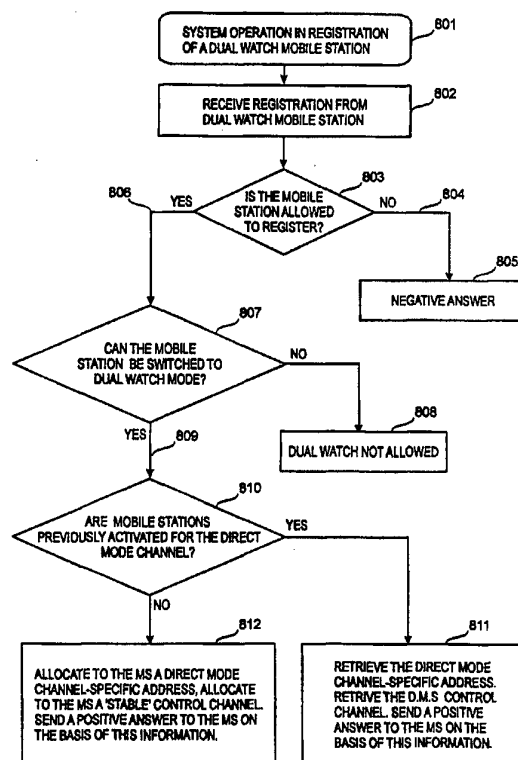 SYSTEM OPERATION IN REGISTRATION
OF A DUAL WATCH MOBILE STATION
801
RECEIVE REGISTRATION FROM
DUAL WATCH MOBILE STATION
802
803
IS THE MOBILE
STATION ALLOWED
TO REGISTER?
806
YES
NO
804
805
NEGATIVE ANSWER
807
CAN THE MOBILE
STATION BE SWITCHED TO
DUAL WATCH MODE?
NO
808
DUAL WATCH NOT ALLOWED
YES
809
810
ARE MOBILE STATIONS
PREVIOUSLY ACTIVATED FOR THE DIRECT
MODE CHANNEL?
YES
NO
812
ALLOCATE TO THE MS A DIRECT MODE
CHANNEL-SPECIFIC ADDRESS, ALLOCATE
TO THE MS A 'STABLE' CONTROL CHANNEL.
SEND A POSITIVE ANSWER TO THE MS ON
THE BASIS OF THIS INFORMATION.
811
RETRIEVE THE DIRECT MODE
CHANNEL-SPECIFIC ADDRESS.
RETRIVE THE D.M.S CONTROL
CHANNEL. SEND A POSITIVE
ANSWER TO THE MS ON THE
BASIS OF THIS INFORMATION.